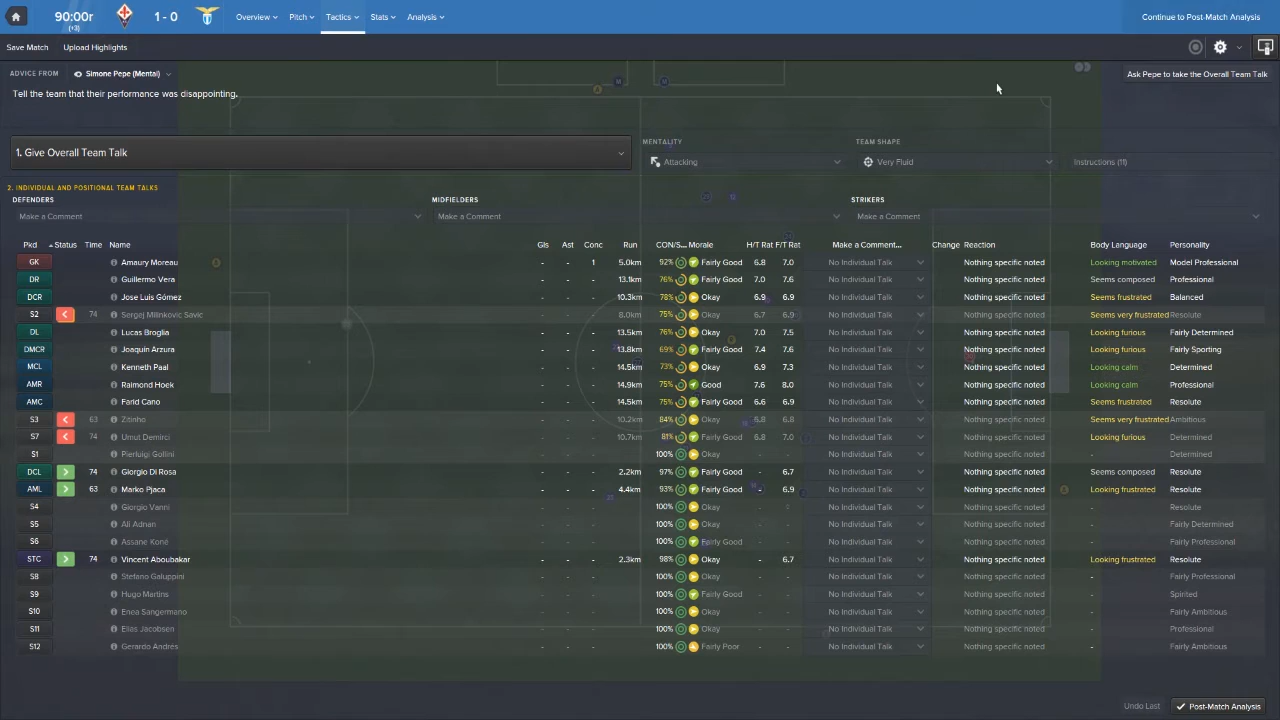 90:00r 1 - 0 Overview Pitch Tactics Stats Analysis Continue to Post-Match Analysis
(+3)
Save Match Upload Highlights
ADVICE FROM Simone Pepe (Mental) Ask Pepe to take the Overall Team Talk
Tell the team that their performance was disappointing.
MENTALITY TEAM SHAPE
1. Give Overall Team Talk Attacking Very Fluid Instructions (11)
2. INDIVIDUAL AND POSITIONAL TEAM TALKS
DEFENDERS MIDFIELDERS STRIKERS
Make a Comment Make a Comment Make a Comment
Pkd Status Time Name Gls Ast Conc Run CON/S... Morale H/T Rat F/T Rat Make a Comment... Change Reaction Body Language Personality
GK Amaury Moreau - - 1 5.0km 92% Fairly Good 6.8 7.0 No Individual Talk Nothing specific noted Looking motivated Model Professional
DR Guillermo Vera - - - 13.1km 76% Fairly Good 7.0 7.6 No Individual Talk Nothing specific noted Seems composed Professional
DCR Jose Luis Gómez - - - 10.3km 78% Okay 6.9 6.9 No Individual Talk Nothing specific noted Seems frustrated Balanced
S2 74 Sergej Milinkovic Savic - - - 8.0km 75% Okay 6.7 6.9 No Individual Talk Nothing specific noted Seems very frustrated Resolute
DL Lucas Broglia - - - 13.5km 76% Okay 7.0 7.5 No Individual Talk Nothing specific noted Looking furious Fairly Determined
DMCR Joaquín Arzura - - - 13.8km 69% Fairly Good 7.4 7.6 No Individual Talk Nothing specific noted Looking furious Fairly Sporting
MCL Kenneth Paal - - - 14.5km 73% Okay 6.9 7.3 No Individual Talk Nothing specific noted Looking calm Determined
AMR Raimond Hoek - - - 14.9km 75% Good 7.6 8.0 No Individual Talk Nothing specific noted Looking calm Professional
AMC Farid Cano - - - 14.5km 75% Fairly Good 6.6 6.9 No Individual Talk Nothing specific noted Seems frustrated Resolute
S3 63 Zitinho - - - 10.2km 84% Okay 6.8 6.8 No Individual Talk Nothing specific noted Seems very frustrated Ambitious
S7 74 Umut Demirci - - - 10.7km 81% Fairly Good 6.8 7.0 No Individual Talk Nothing specific noted Looking furious Determined
S1 Pierluigi Gollini - - - 100% Okay - - No Individual Talk Nothing specific noted - Determined
DCL 74 Giorgio Di Rosa - - - 2.2km 97% Fairly Good - 6.7 No Individual Talk Nothing specific noted Seems composed Resolute
AML 63 Marko Pjaca - - - 4.4km 93% Fairly Good - 6.9 No Individual Talk Nothing specific noted Looking frustrated Resolute
S4 Giorgio Vanni - - - 100% Okay - - No Individual Talk Nothing specific noted - Resolute
S5 Ali Adnan - - - 100% Okay - - No Individual Talk Nothing specific noted - Fairly Determined
S6 Assane Koné - - - 100% Fairly Good - - No Individual Talk Nothing specific noted - Fairly Professional
STC 74 Vincent Aboubakar - - - 2.3km 98% Okay - 6.7 No Individual Talk Nothing specific noted Looking frustrated Resolute
S8 Stefano Galuppini - - - 100% Okay - - No Individual Talk Nothing specific noted - Fairly Professional
S9 Hugo Martins - - - 100% Fairly Good - - No Individual Talk Nothing specific noted - Spirited
S10 Enea Sangermano - - - 100% Okay - - No Individual Talk Nothing specific noted - Fairly Ambitious
S11 Elias Jacobsen - - - 100% Okay - - No Individual Talk Nothing specific noted - Professional
S12 Gerardo Andres - - - 100% Fairly Poor - - No Individual Talk Nothing specific noted - Fairly Ambitious
Undo Last Post-Match Analysis